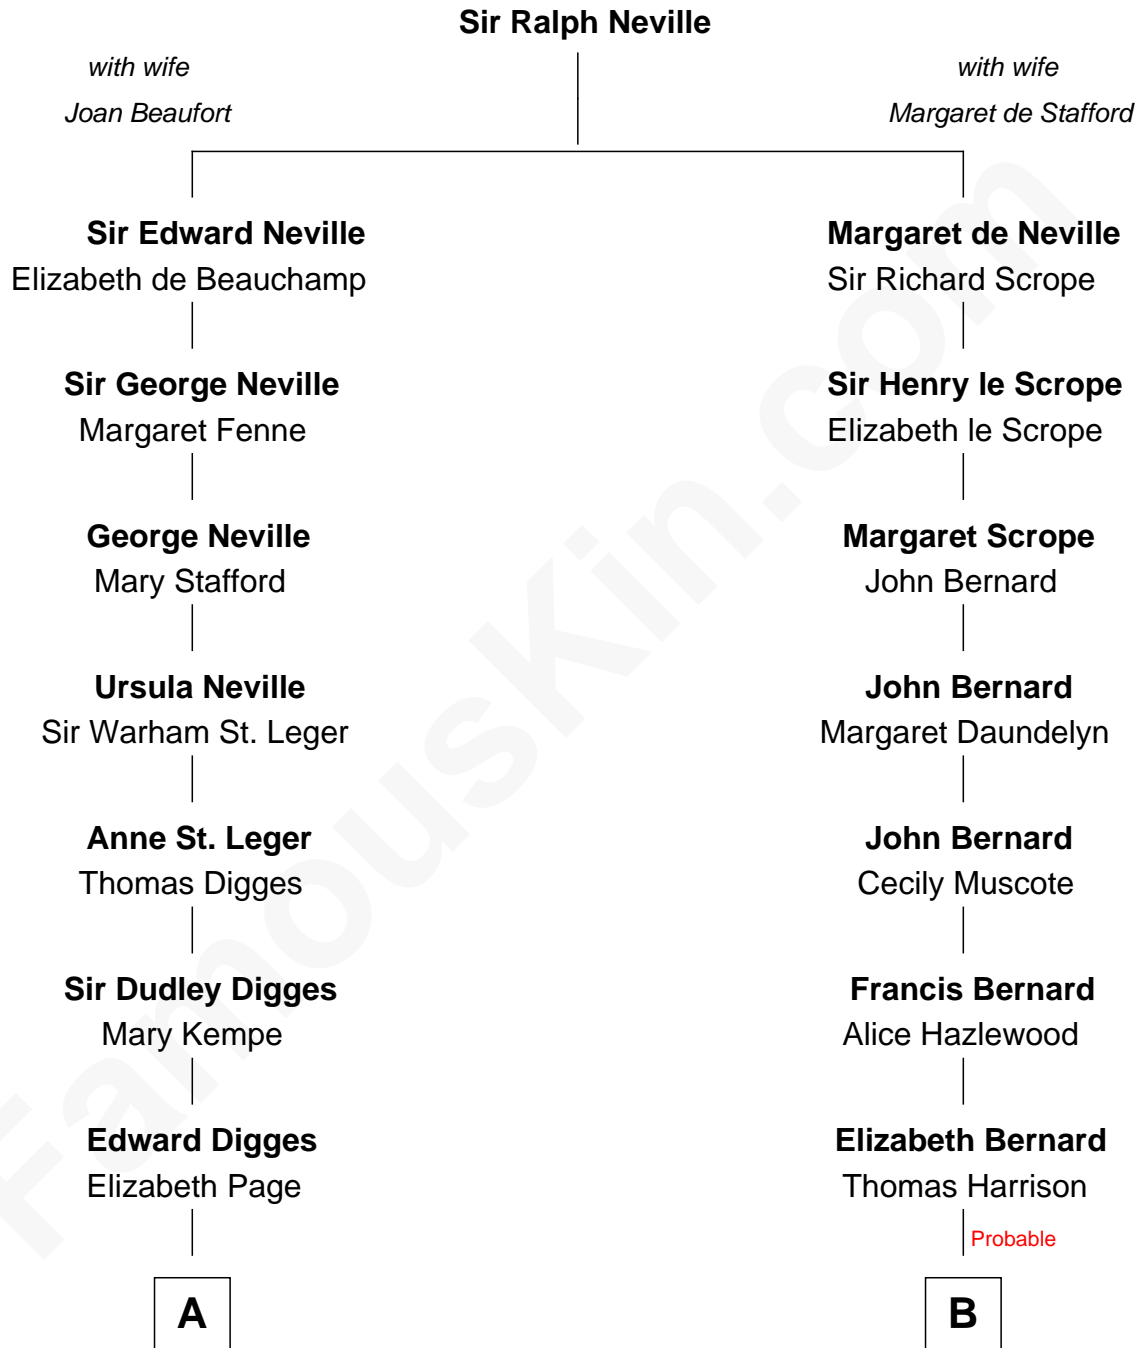 Sir Ralph Neville
with wife
Joan Beaufort
with wife
Margaret de Stafford
Sir Edward Neville
Elizabeth de Beauchamp
Margaret de Neville
Sir Richard Scrope
Sir George Neville
Margaret Fenne
Sir Henry le Scrope
Elizabeth le Scrope
George Neville
Mary Stafford
Margaret Scrope
John Bernard
Ursula Neville
Sir Warham St. Leger
John Bernard
Margaret Daundelyn
Anne St. Leger
Thomas Digges
John Bernard
Cecily Muscote
Sir Dudley Digges
Mary Kempe
Francis Bernard
Alice Hazlewood
Edward Digges
Elizabeth Page
Elizabeth Bernard
Thomas Harrison
Probable
A
B
FamousKin.com